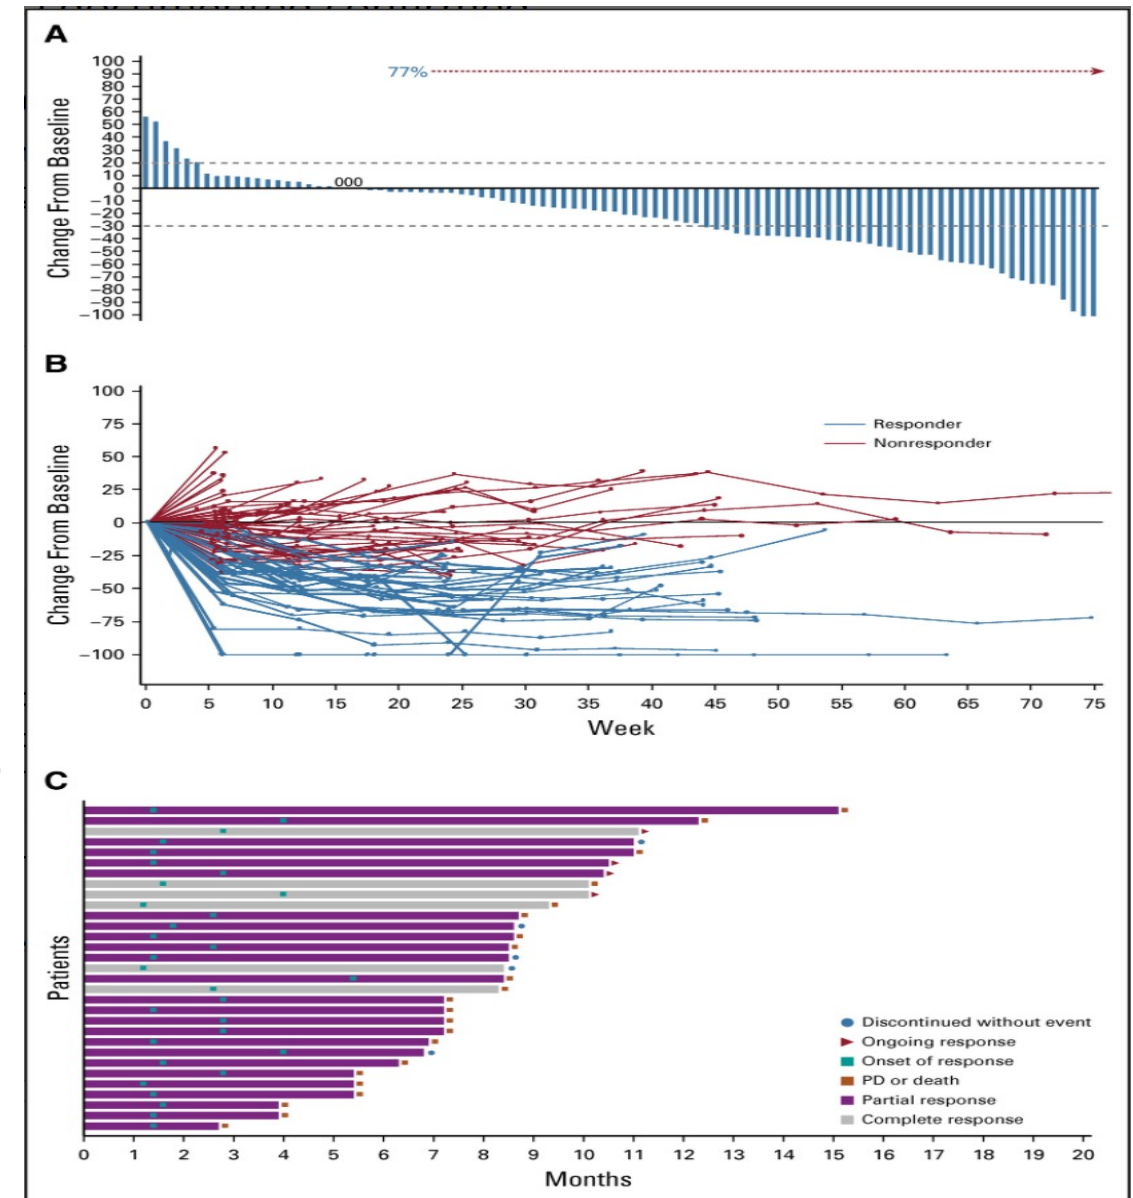 A
100
90
80
70
60
50
40
30
20
10
0
−10
−20
−30
−40
−50
−60
−70
−80
−90
−100
Change From Baseline
77%
000
B
100
75
50
25
0
−25
−50
−75
−100
Change From Baseline
Responder
Nonresponder
0 5 10 15 20 25 30 35 40 45 50 55 60 65 70 75
Week
C
Patients
Discontinued without event
Ongoing response
Onset of response
PD or death
Partial response
Complete response
0 1 2 3 4 5 6 7 8 9 10 11 12 13 14 15 16 17 18 19 20
Months